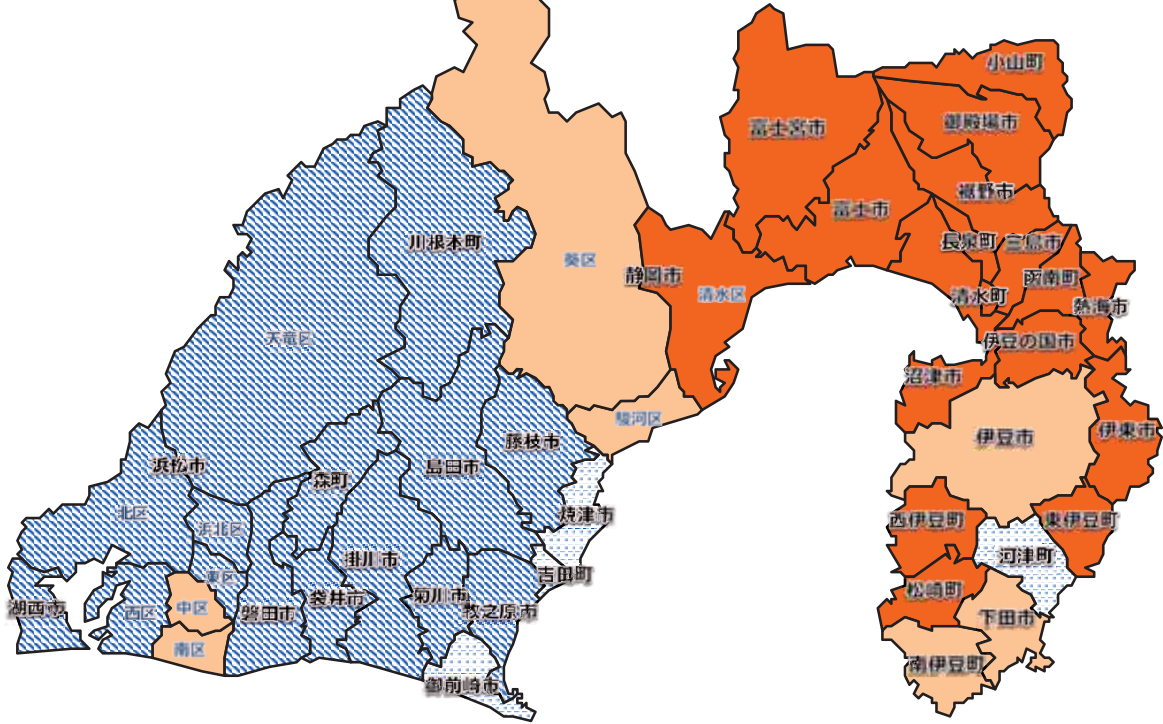 小山町
御殿場市
富士宮市
裾野市
富士市
長泉町
三島市
川根本町
葵区
静岡市
函南町
清水区
清水町
熱海市
天竜区
伊豆の国市
沼津市
駿河区
伊東市
伊豆市
藤枝市
浜松市
島田市
森町
北区
焼津市
西伊豆町
東伊豆町
浜北区
河津町
掛川市
吉田町
東区
松崎町
湖西市
西区
中区
磐田市
袋井市
菊川市
牧之原市
下田市
南区
南伊豆町
御前崎市